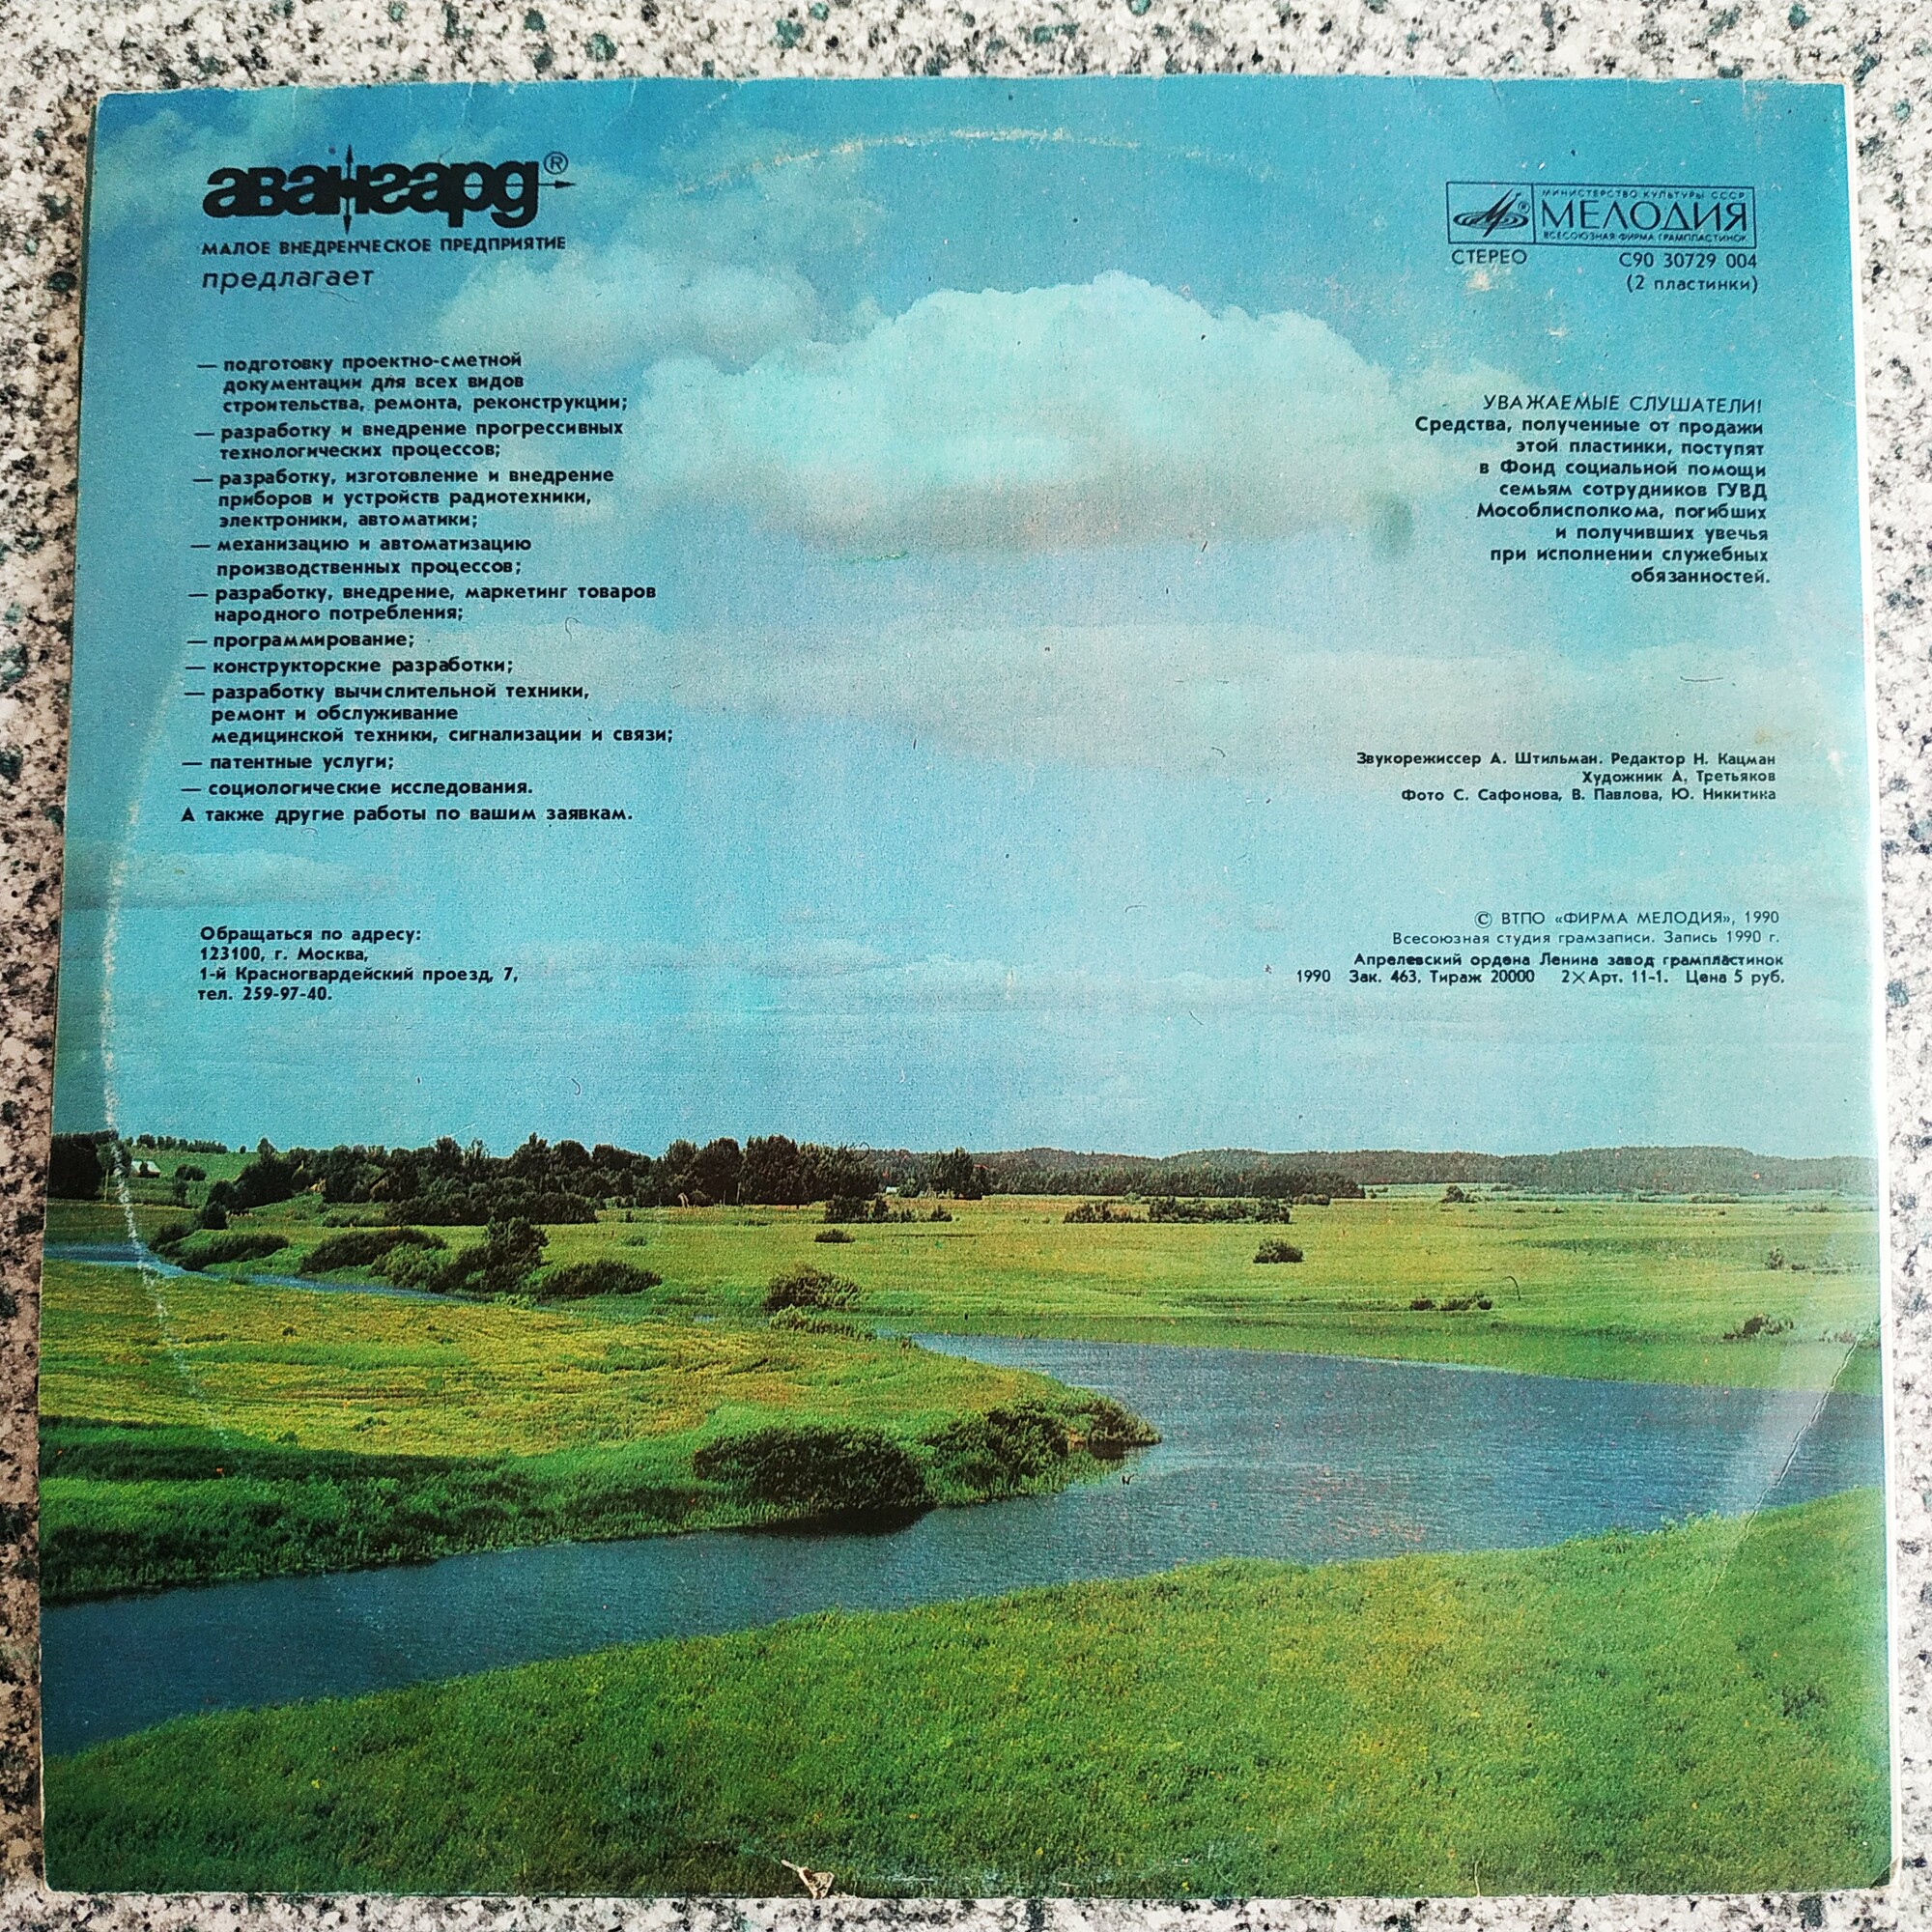 авангард®
МАЛОЕ ВНЕДРЕНЧЕСКОЕ ПРЕДПРИЯТИЕ
предлагает
— подготовку проектно-сметной
документации для всех видов
строительства, ремонта, реконструкции;
— разработку и внедрение прогрессивных
технологических процессов;
— разработку, изготовление и внедрение
приборов и устройств радиотехники,
электроники, автоматики;
— механизацию и автоматизацию
производственных процессов;
— разработку, внедрение, маркетинг товаров
народного потребления;
— программирование;
— конструкторские разработки;
— разработку вычислительной техники,
ремонт и обслуживание
медицинской техники, сигнализации и связи;
— патентные услуги;
— социологические исследования.
А также другие работы по вашим заявкам.
Обращаться по адресу:
123100, г. Москва,
1-й Красногвардейский проезд, 7,
тел. 259-97-40.
МИНИСТЕРСТВО КУЛЬТУРЫ СССР
МЕЛОДИЯ
ВСЕСОЮЗНАЯ ФИРМА ГРАМПЛАСТИНОК
СТЕРЕО С90 30729 004
(2 пластинки)
УВАЖАЕМЫЕ СЛУШАТЕЛИ!
Средства, полученные от продажи
этой пластинки, поступят
в Фонд социальной помощи
семьям сотрудников ГУВД
Мособлисполкома, погибших
и получивших увечья
при исполнении служебных
обязанностей.
Звукорежиссер А. Штильман. Редактор Н. Кацман
Художник А. Третьяков
Фото С. Сафонова, В. Павлова, Ю. Никитина
© ВТПО «ФИРМА МЕЛОДИЯ», 1990
Всесоюзная студия грамзаписи. Запись 1990 г.
Апрелевский ордена Ленина завод грампластинок
1990 Зак. 463. Тираж 20000 2×Арт. 11-1. Цена 5 руб.